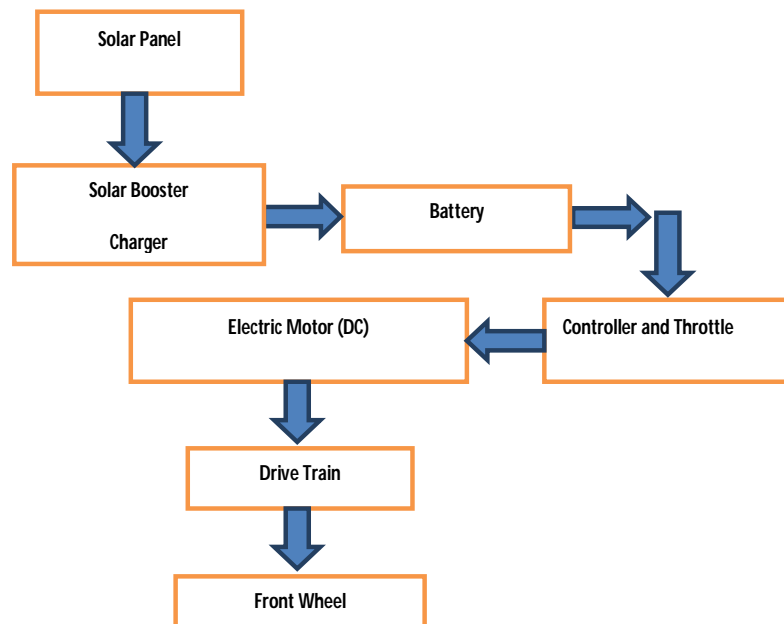 Solar Panel
Solar Booster
Charger
Battery
Controller and Throttle
Electric Motor (DC)
Drive Train
Front Wheel